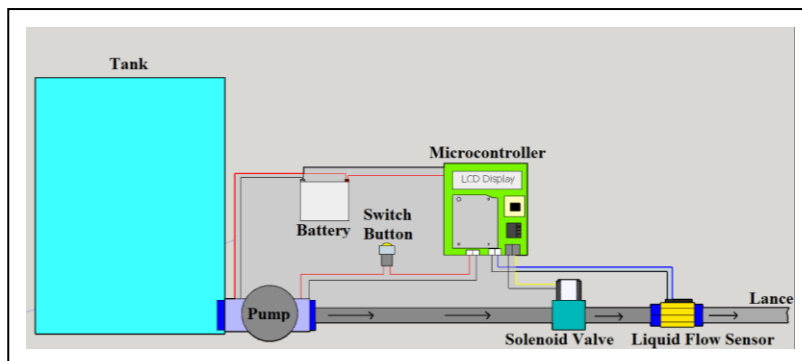 Tank
Microcontroller
LCD Display
Switch
Button
Battery
Pump
Lance
Solenoid Valve
Liquid Flow Sensor